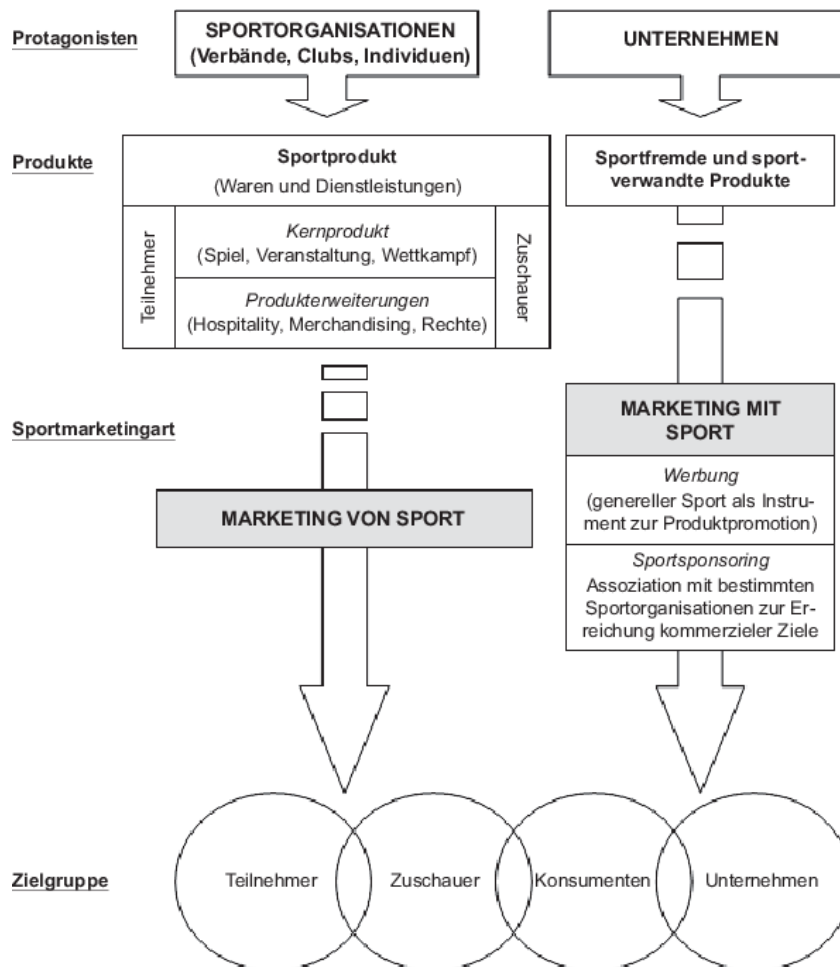 Protagonisten
SPORTORGANISATIONEN
(Verbände, Clubs, Individuen)
UNTERNEHMEN
Produkte
Sportprodukt
(Waren und Dienstleistungen)
Teilnehmer
Kernprodukt
(Spiel, Veranstaltung, Wettkampf)
Produkterweiterungen
(Hospitality, Merchandising, Rechte)
Zuschauer
Sportfremde und sport-
verwandte Produkte
Sportmarketingart
MARKETING VON SPORT
MARKETING MIT
SPORT
Werbung
(genereller Sport als Instru-
ment zur Produktpromotion)
Sportsponsoring
Assoziation mit bestimmten
Sportorganisationen zur Er-
reichung kommerzieler Ziele
Zielgruppe
Teilnehmer
Zuschauer
Konsumenten
Unternehmen